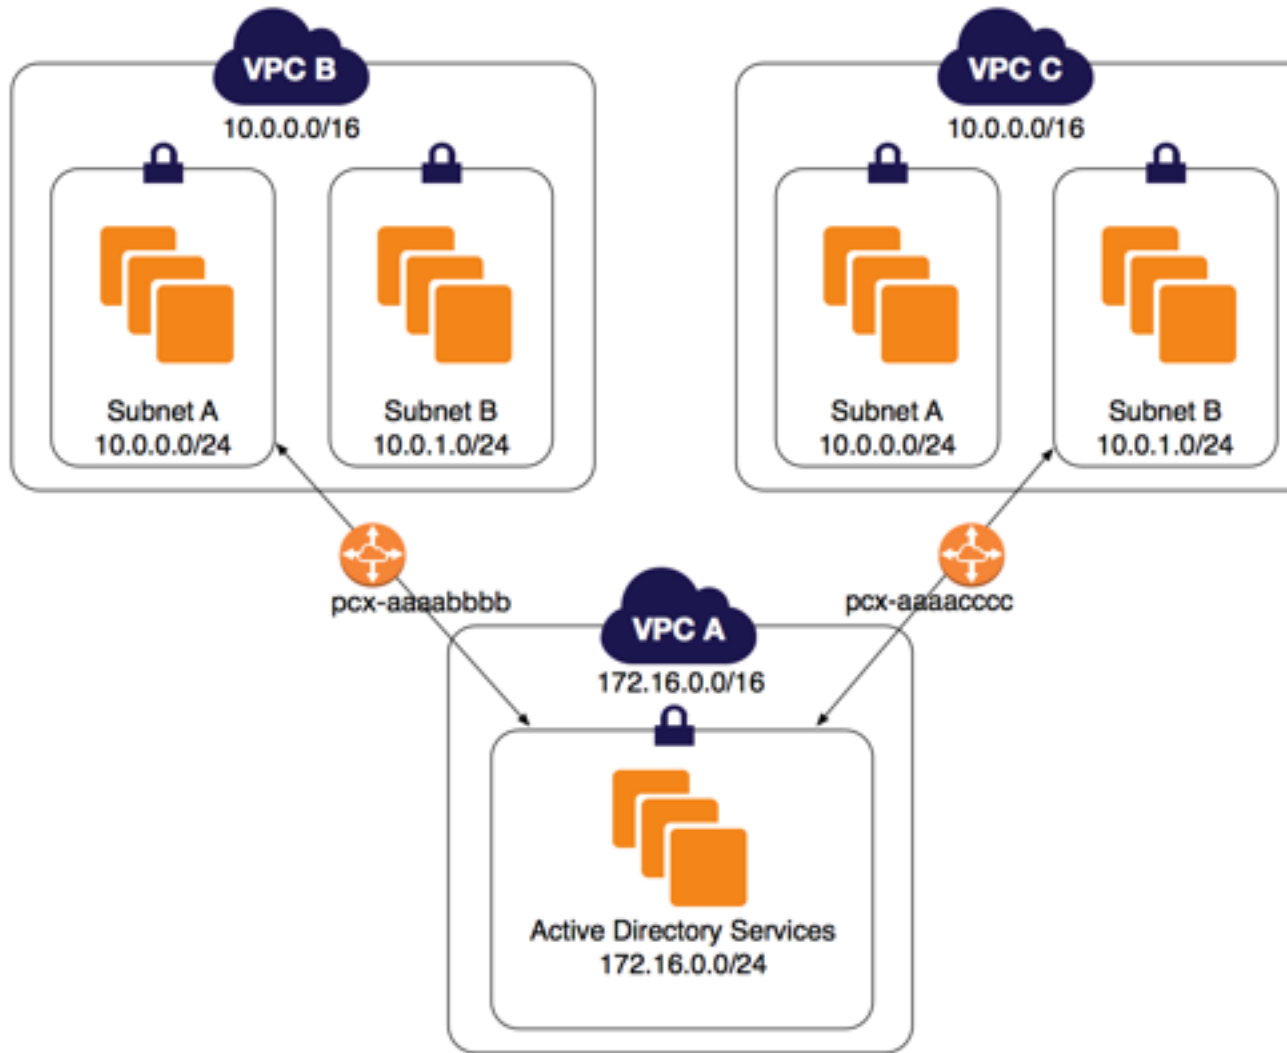 VPC B
10.0.0.0/16
Subnet A
10.0.0.0/24
Subnet B
10.0.1.0/24
VPC C
10.0.0.0/16
Subnet A
10.0.0.0/24
Subnet B
10.0.1.0/24
pcx-aaaabbbb
pcx-aaaacccc
VPC A
172.16.0.0/16
Active Directory Services
172.16.0.0/24